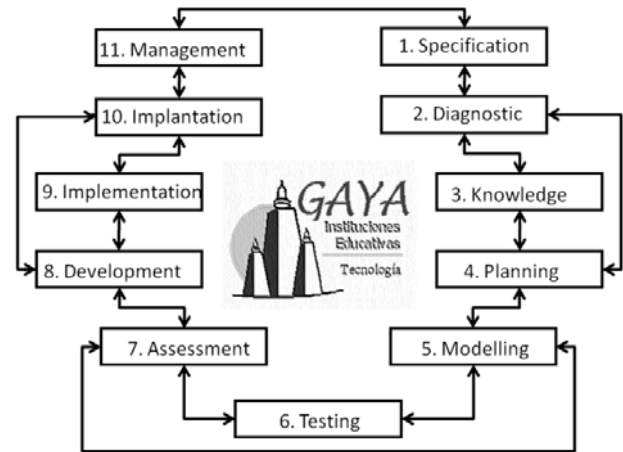 11. Management
1. Specification
10. Implantation
2. Diagnostic
9. Implementation
3. Knowledge
GAYA
Instituciones
Educativas
Tecnología
8. Development
4. Planning
7. Assessment
5. Modelling
6. Testing